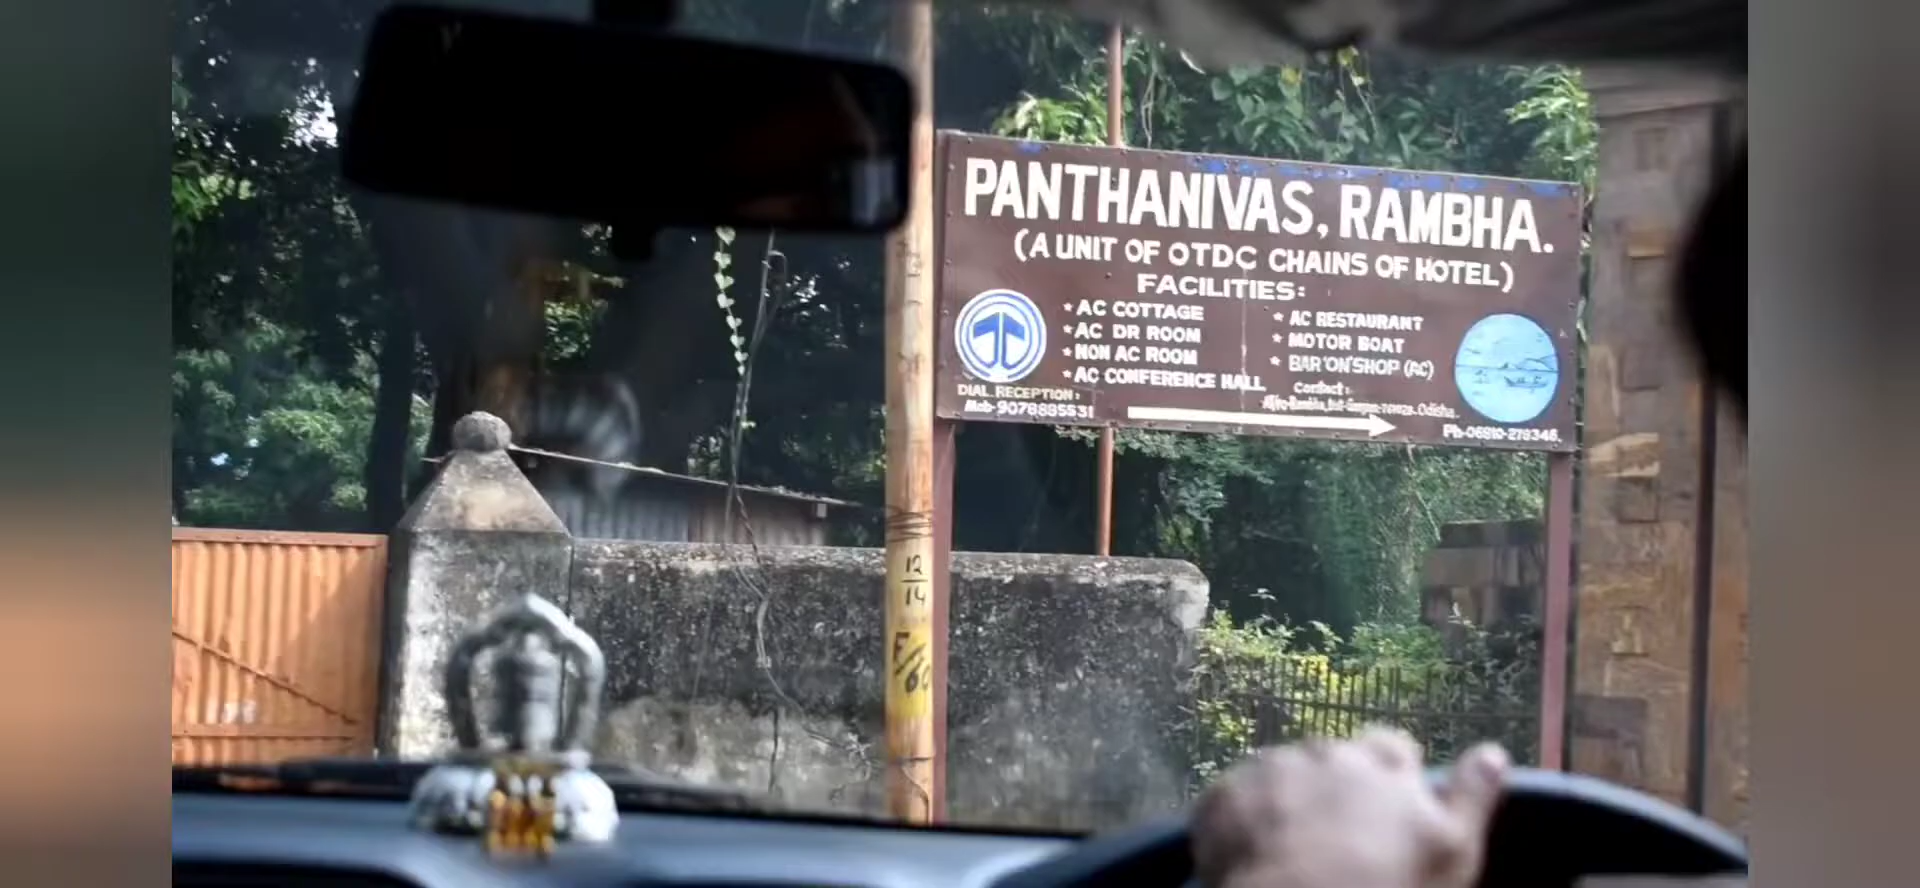 PANTHANIVAS, RAMBHA.
(A UNIT OF OTDC CHAINS OF HOTEL)
FACILITIES:
* AC COTTAGE
* AC DR ROOM
* NON AC ROOM
* AC CONFERENCE HALL
* AC RESTAURANT
* MOTOR BOAT
* BAR'ON'SHOP (AC)
DIAL. RECEPTION:
Mob-9078885531
Contact:
Rambha, Odisha.
Ph-06810-278346.
12
14
E/60